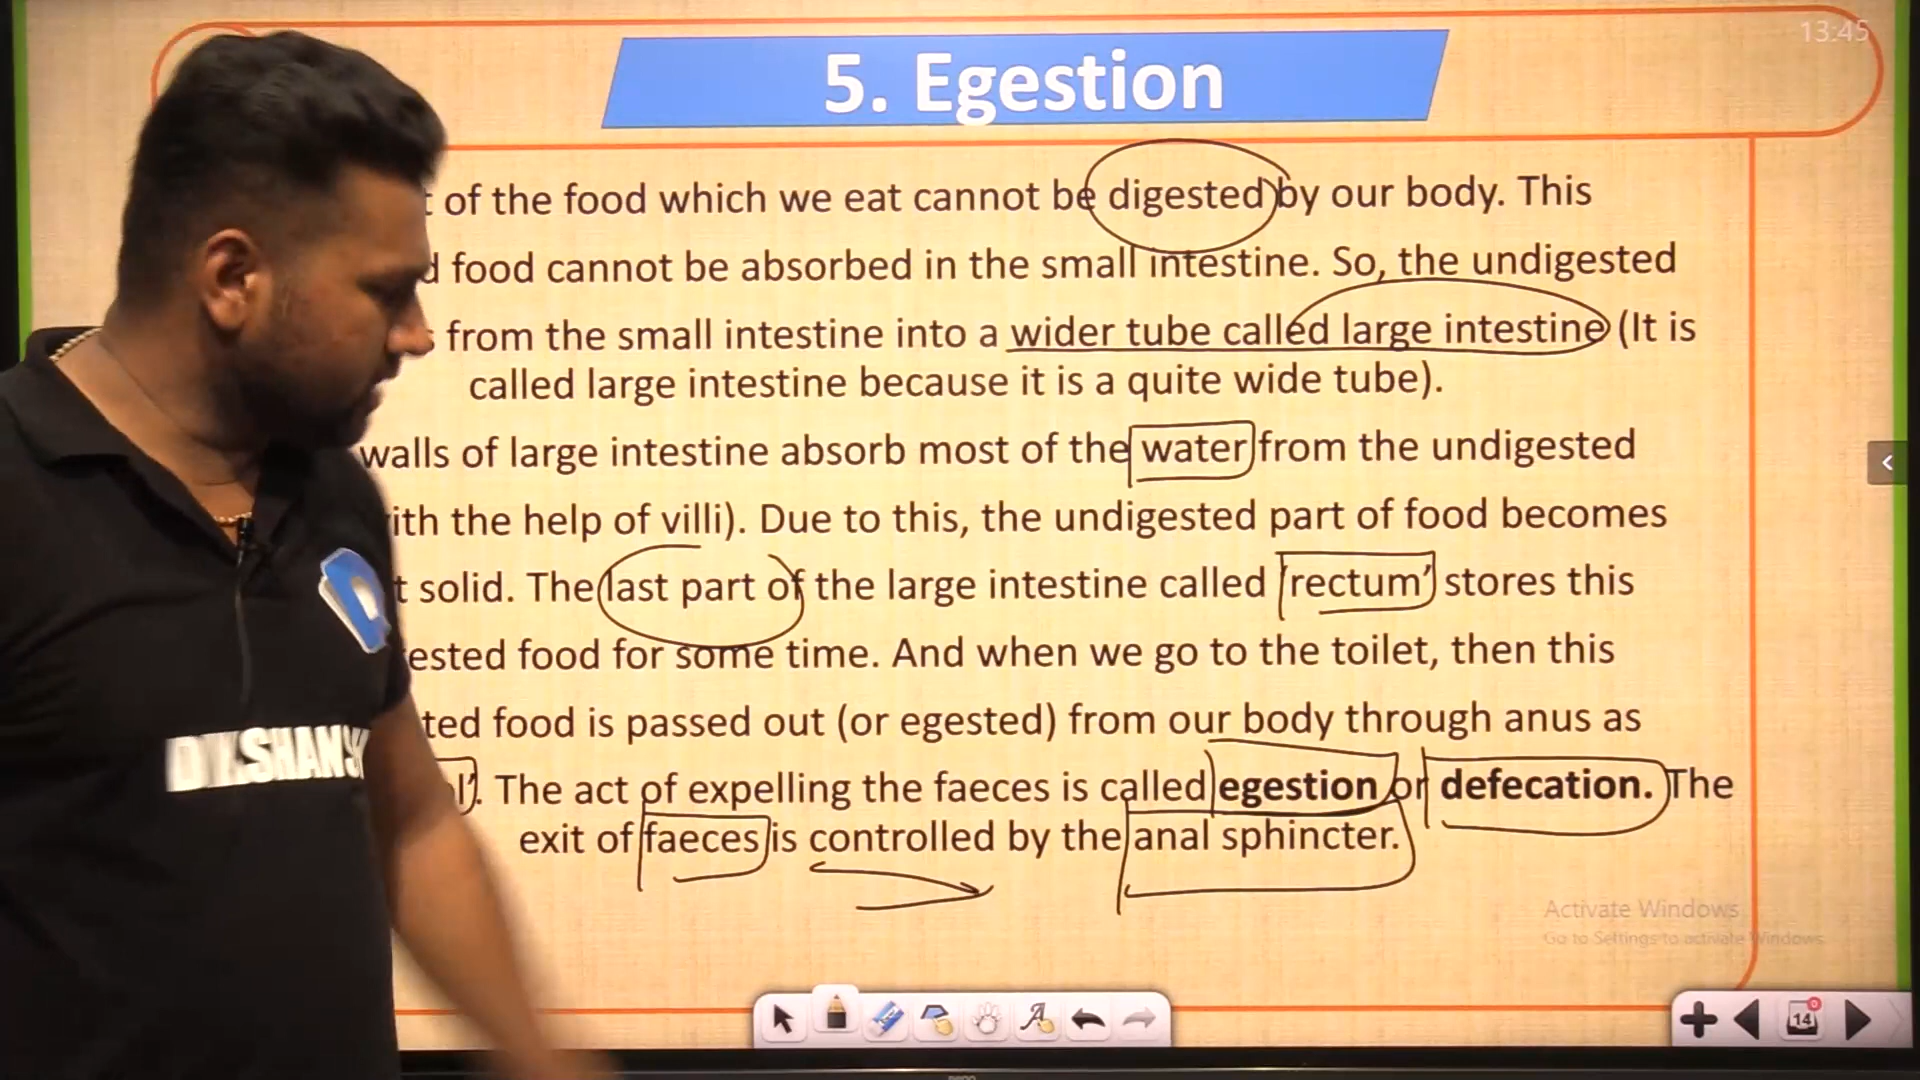 13:45
5. Egestion
of the food which we eat cannot be digested by our body. This
food cannot be absorbed in the small intestine. So, the undigested
from the small intestine into a wider tube called large intestine (It is
called large intestine because it is a quite wide tube).
walls of large intestine absorb most of the water from the undigested
the help of villi). Due to this, the undigested part of food becomes
solid. The last part of the large intestine called 'rectum' stores this
food for some time. And when we go to the toilet, then this
food is passed out (or egested) from our body through anus as
The act of expelling the faeces is called egestion or defecation. The
exit of faeces is controlled by the anal sphincter.
Activate Windows
Go to Settings to activate Windows.
14
0